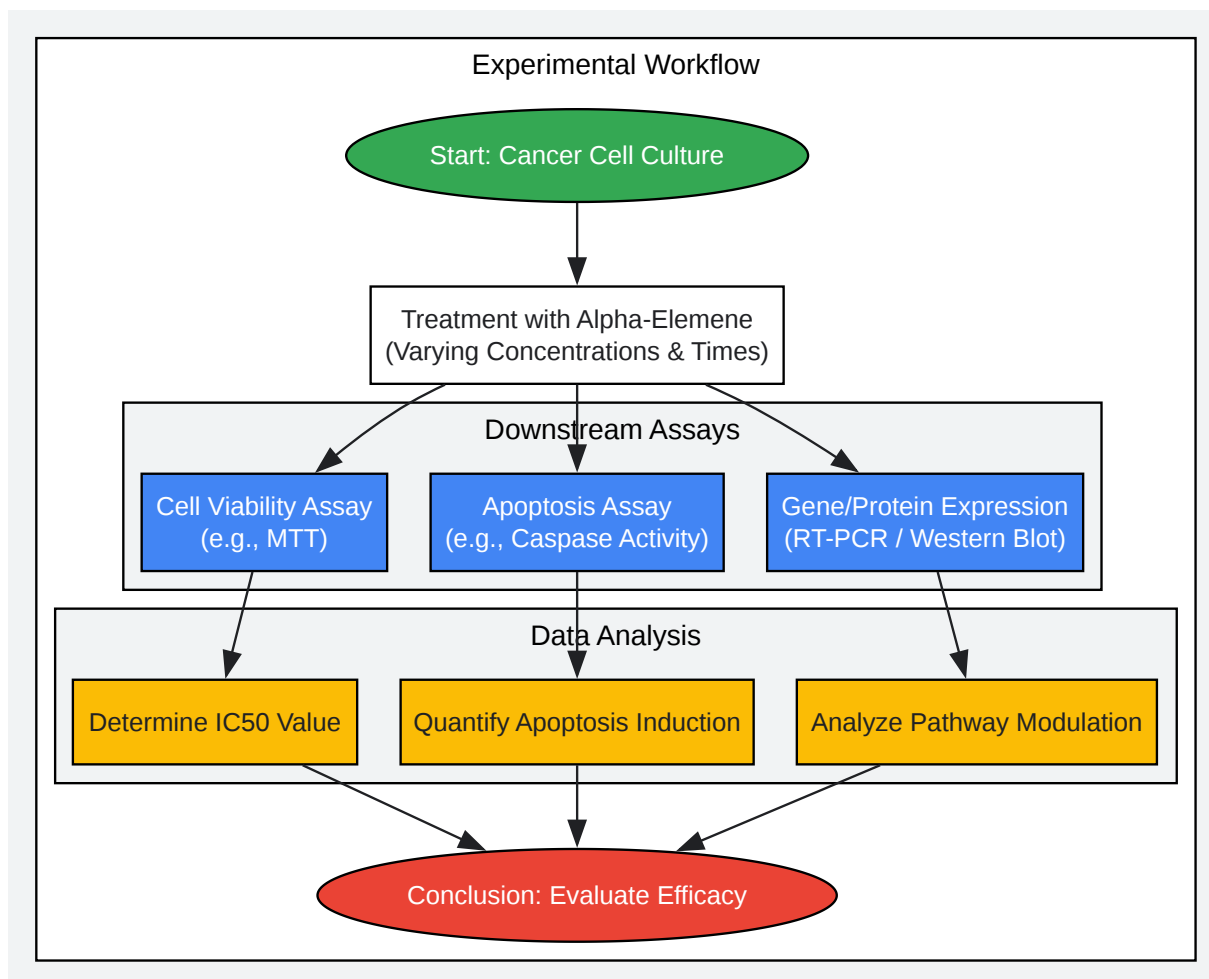 Experimental Workflow
Start: Cancer Cell Culture
Treatment with Alpha-Elemene
(Varying Concentrations & Times)
Downstream Assays
Cell Viability Assay
(e.g., MTT)
Apoptosis Assay
(e.g., Caspase Activity)
Gene/Protein Expression
(RT-PCR / Western Blot)
Data Analysis
Determine IC50 Value
Quantify Apoptosis Induction
Analyze Pathway Modulation
Conclusion: Evaluate Efficacy